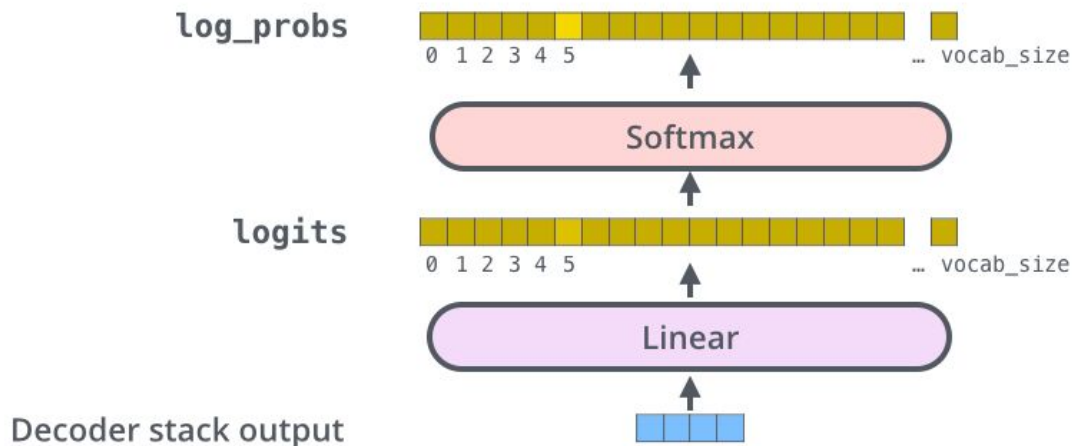 log_probs
0 1 2 3 4 5 … vocab_size
Softmax
logits
0 1 2 3 4 5 … vocab_size
Linear
Decoder stack output